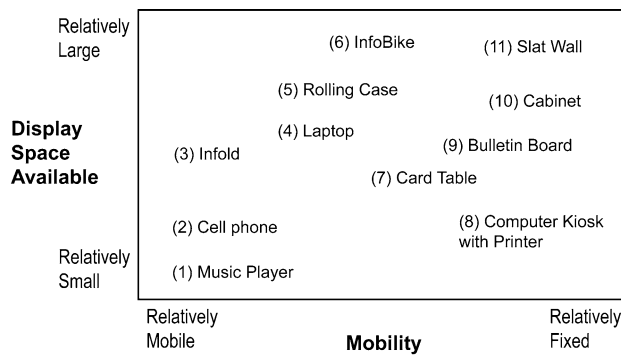 Relatively
Large
(6) InfoBike
(11) Slat Wall
(5) Rolling Case
(10) Cabinet
Display
Space
Available
(4) Laptop
(3) Infold
(9) Bulletin Board
(7) Card Table
(2) Cell phone
(8) Computer Kiosk
with Printer
Relatively
Small
(1) Music Player
Relatively
Mobile
Mobility
Relatively
Fixed